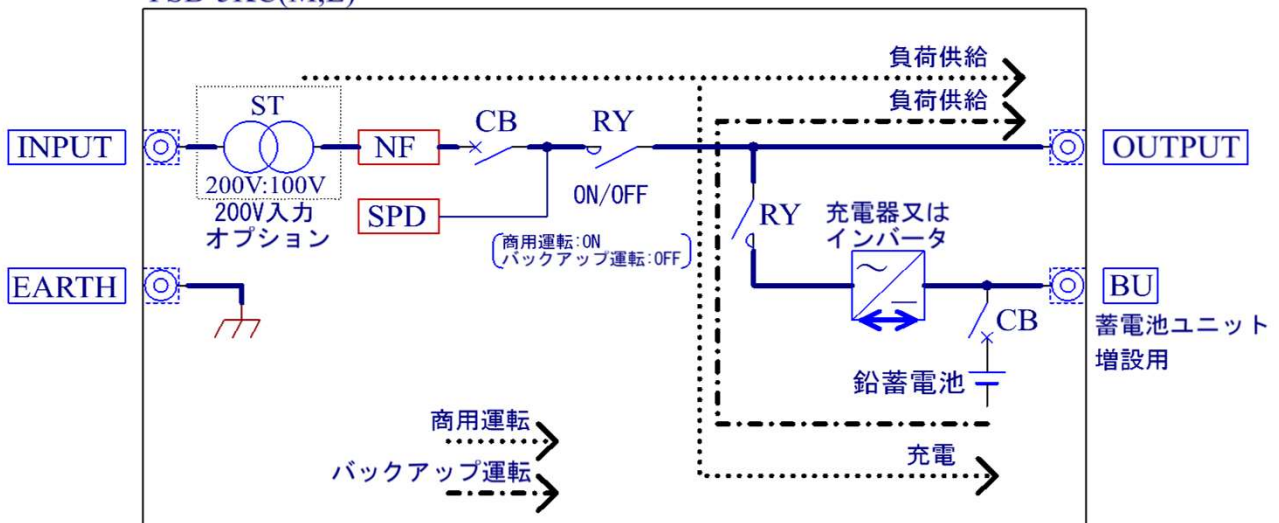 負荷供給
負荷供給
ST
CB
RY
INPUT
NF
OUTPUT
200V:100V
200V入力
オプション
SPD
ON/OFF
RY
充電器又は
インバータ
商用運転:ON
バックアップ運転:OFF
EARTH
BU
CB
蓄電池ユニット
増設用
鉛蓄電池
商用運転
充電
バックアップ運転